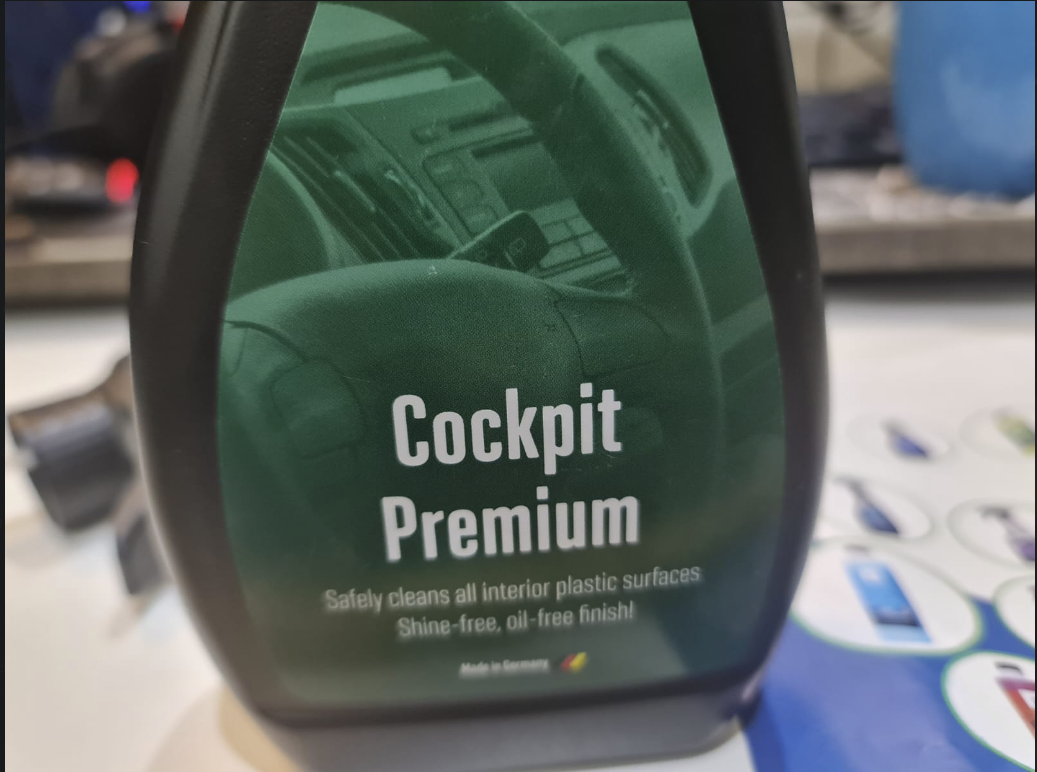 Cockpit
Premium
Safely cleans all interior plastic surfaces
Shine-free, oil-free finish!
Made in Germany